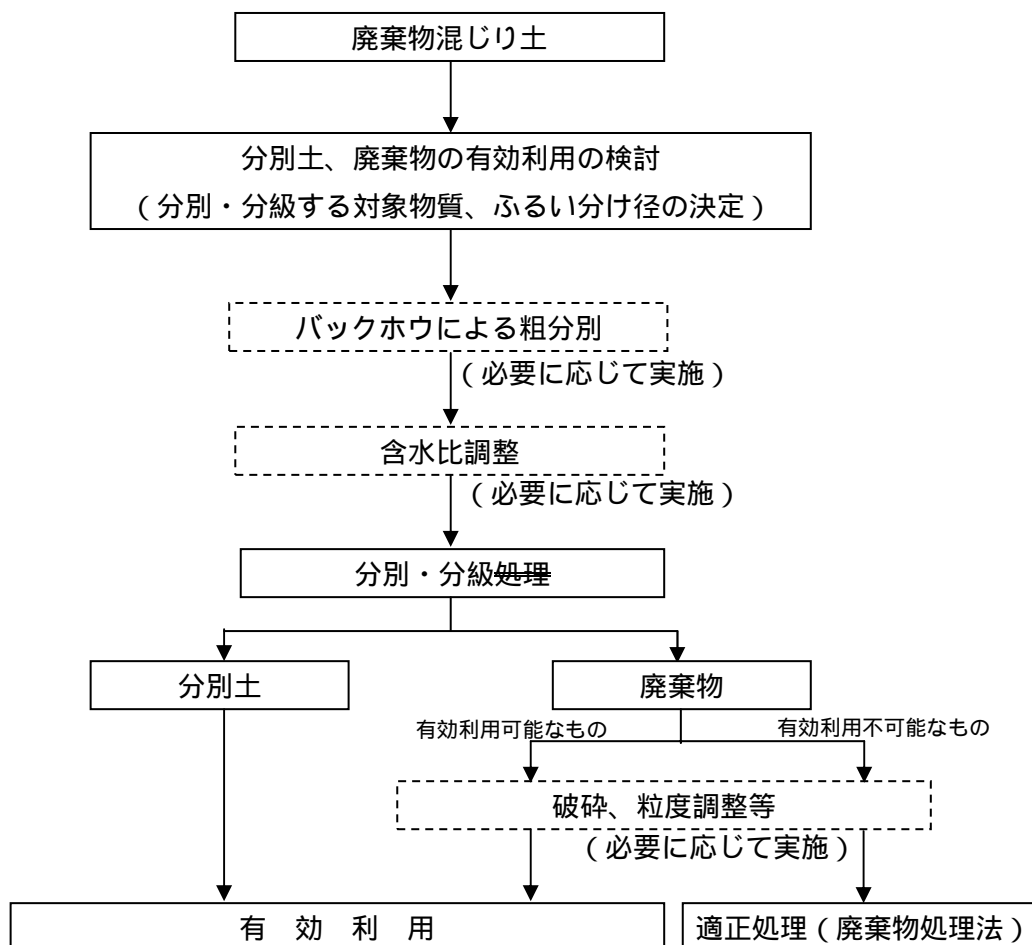 廃棄物混じり土
分別土、廃棄物の有効利用の検討
（分別・分級する対象物質、ふるい分け径の決定）
バックホウによる粗分別
（必要に応じて実施）
含水比調整
（必要に応じて実施）
分別・分級処理
分別土
廃棄物
有効利用可能なもの
有効利用不可能なもの
破砕、粒度調整等
（必要に応じて実施）
有　効　利　用
適正処理（廃棄物処理法）